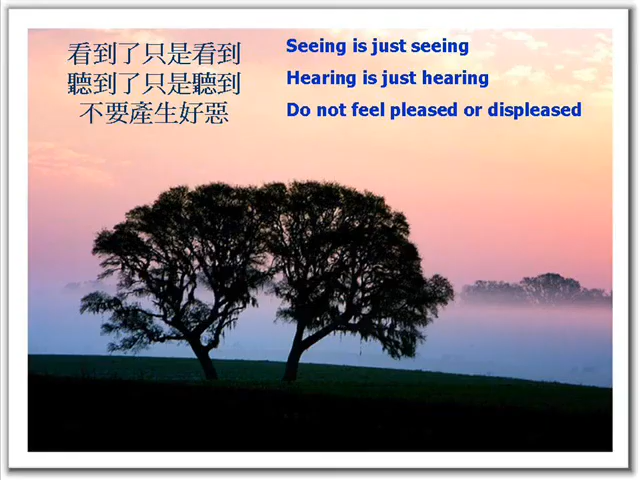 看到了只是看到
聽到了只是聽到
不要產生好惡
Seeing is just seeing
Hearing is just hearing
Do not feel pleased or displeased